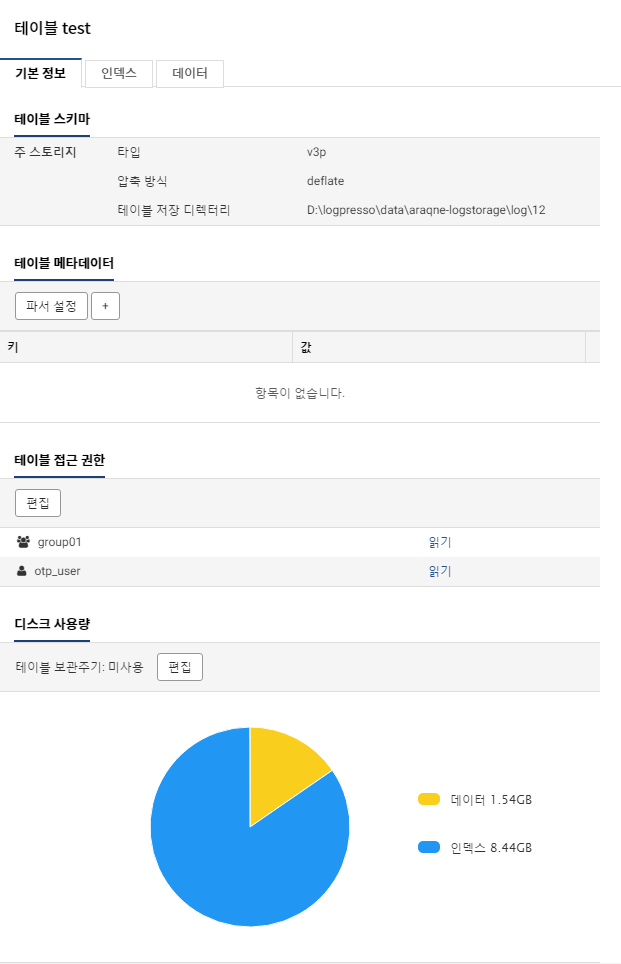 테이블 test
기본 정보 인덱스 데이터
테이블 스키마
주 스토리지 타입 v3p
압축 방식 deflate
테이블 저장 디렉터리 D:\logpresso\data\araqne-logstorage\log\12
테이블 메타데이터
파서 설정 +
키 값
항목이 없습니다.
테이블 접근 권한
편집
group01 읽기
otp_user 읽기
디스크 사용량
테이블 보관주기: 미사용 편집
데이터 1.54GB
인덱스 8.44GB